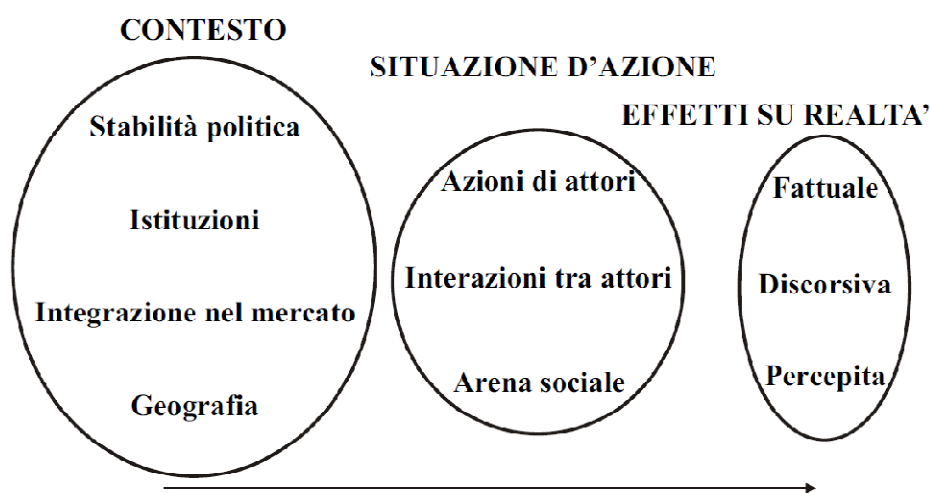 CONTESTO
Stabilità politica
Istituzioni
Integrazione nel mercato
Geografia
SITUAZIONE D’AZIONE
Azioni di attori
Interazioni tra attori
Arena sociale
EFFETTI SU REALTA’
Fattuale
Discorsiva
Percepita